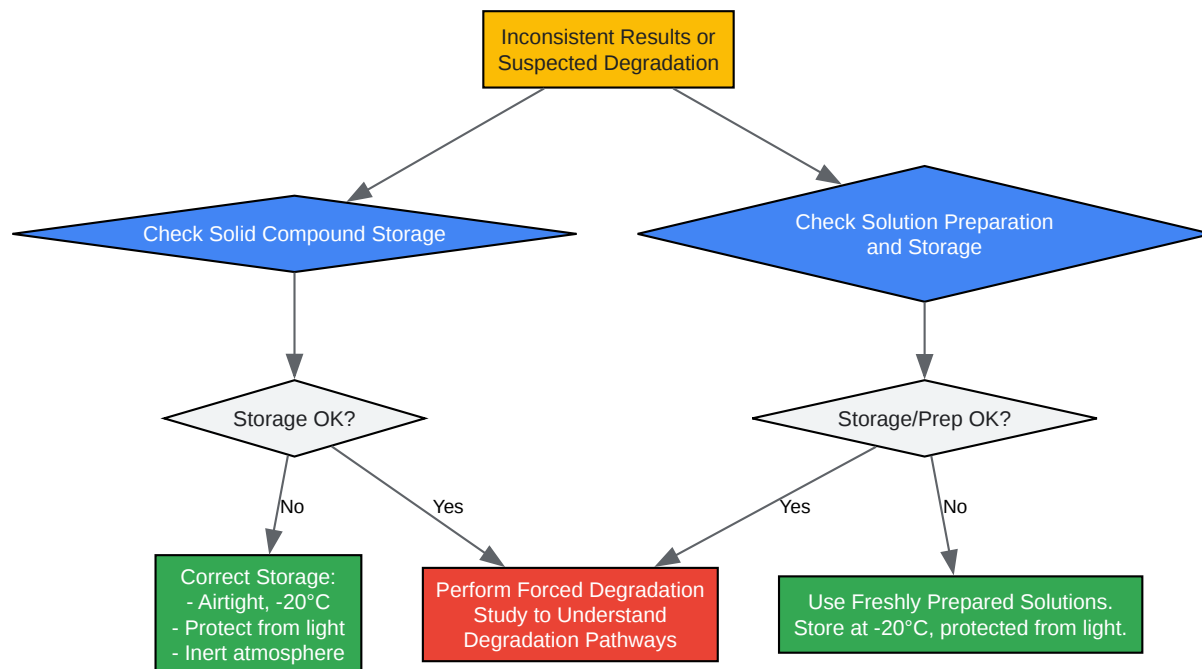 Inconsistent Results or
Suspected Degradation
Check Solid Compound Storage
Check Solution Preparation
and Storage
Storage OK?
Storage/Prep OK?
No
Yes
Yes
No
Correct Storage:
- Airtight, -20°C
- Protect from light
- Inert atmosphere
Perform Forced Degradation
Study to Understand
Degradation Pathways
Use Freshly Prepared Solutions.
Store at -20°C, protected from light.